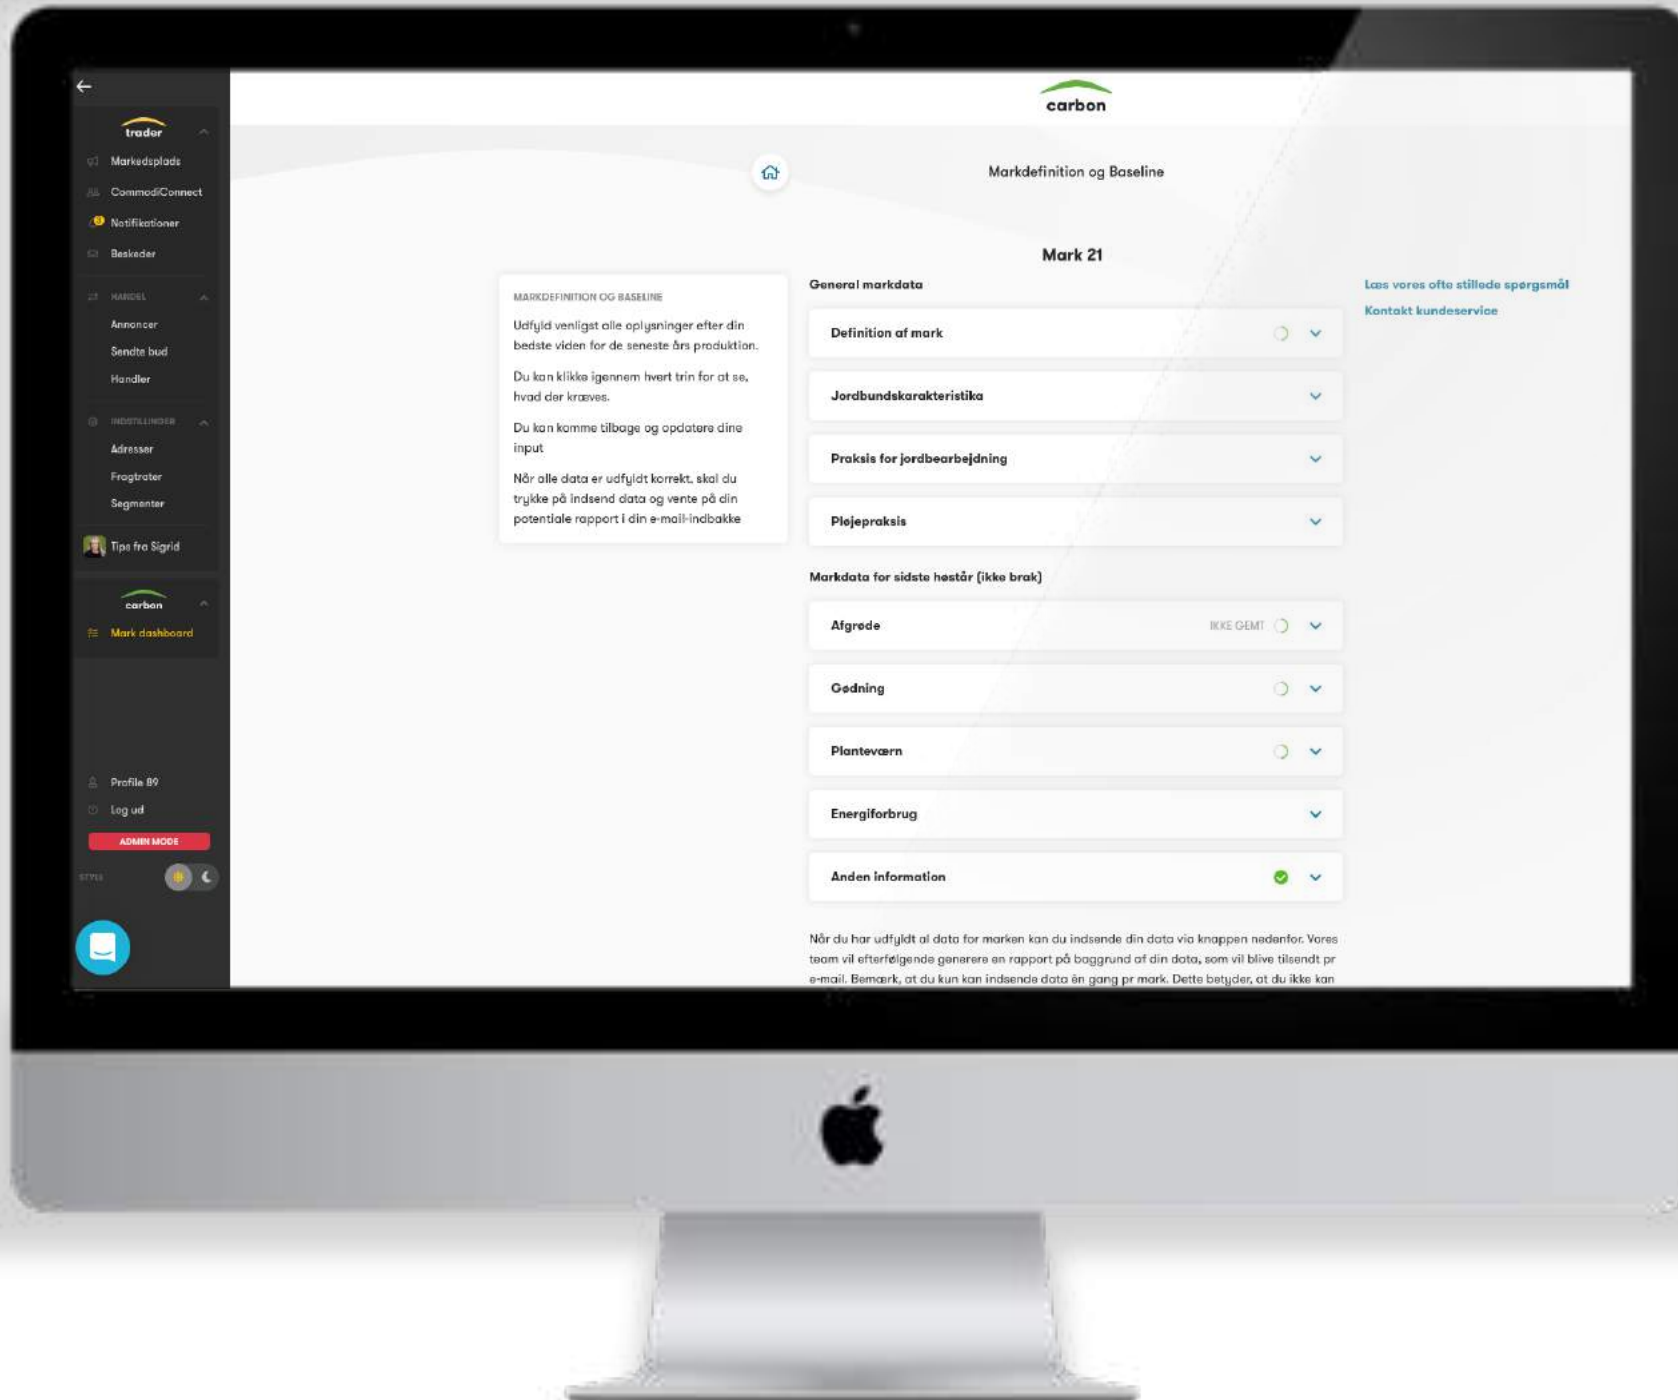 trader
Markedsplads
CommodiConnect
Notifikationer
Beskeder
HANDEL
Annoncer
Sendte bud
Handler
INDSTILLINGER
Adresser
Fragtrater
Segmenter
Tips fra Sigrid
carbon
Mark dashboard
Profile 89
Log ud
ADMIN MODE
STYLE
carbon
Markdefinition og Baseline
Mark 21
MARKDEFINITION OG BASELINE
Udfyld venligst alle oplysninger efter din
bedste viden for de seneste års produktion.
Du kan klikke igennem hvert trin for at se,
hvad der kræves.
Du kan komme tilbage og opdatere dine
input
Når alle data er udfyldt korrekt, skal du
trykke på indsend data og vente på din
potentiale rapport i din e-mail-indbakke
General markdata
Definition af mark
Jordbundskarakteristika
Praksis for jordbearbejdning
Pløjepraksis
Markdata for sidste høstår (ikke brak)
Afgrøde IKKE GEMT
Gødning
Planteværn
Energiforbrug
Anden information
Når du har udfyldt al data for marken kan du indsende din data via knappen nedenfor. Vores
team vil efterfølgende generere en rapport på baggrund af din data, som vil blive tilsendt pr
e-mail. Bemærk, at du kun kan indsende data én gang pr mark. Dette betyder, at du ikke kan
Læs vores ofte stillede spørgsmål
Kontakt kundeservice